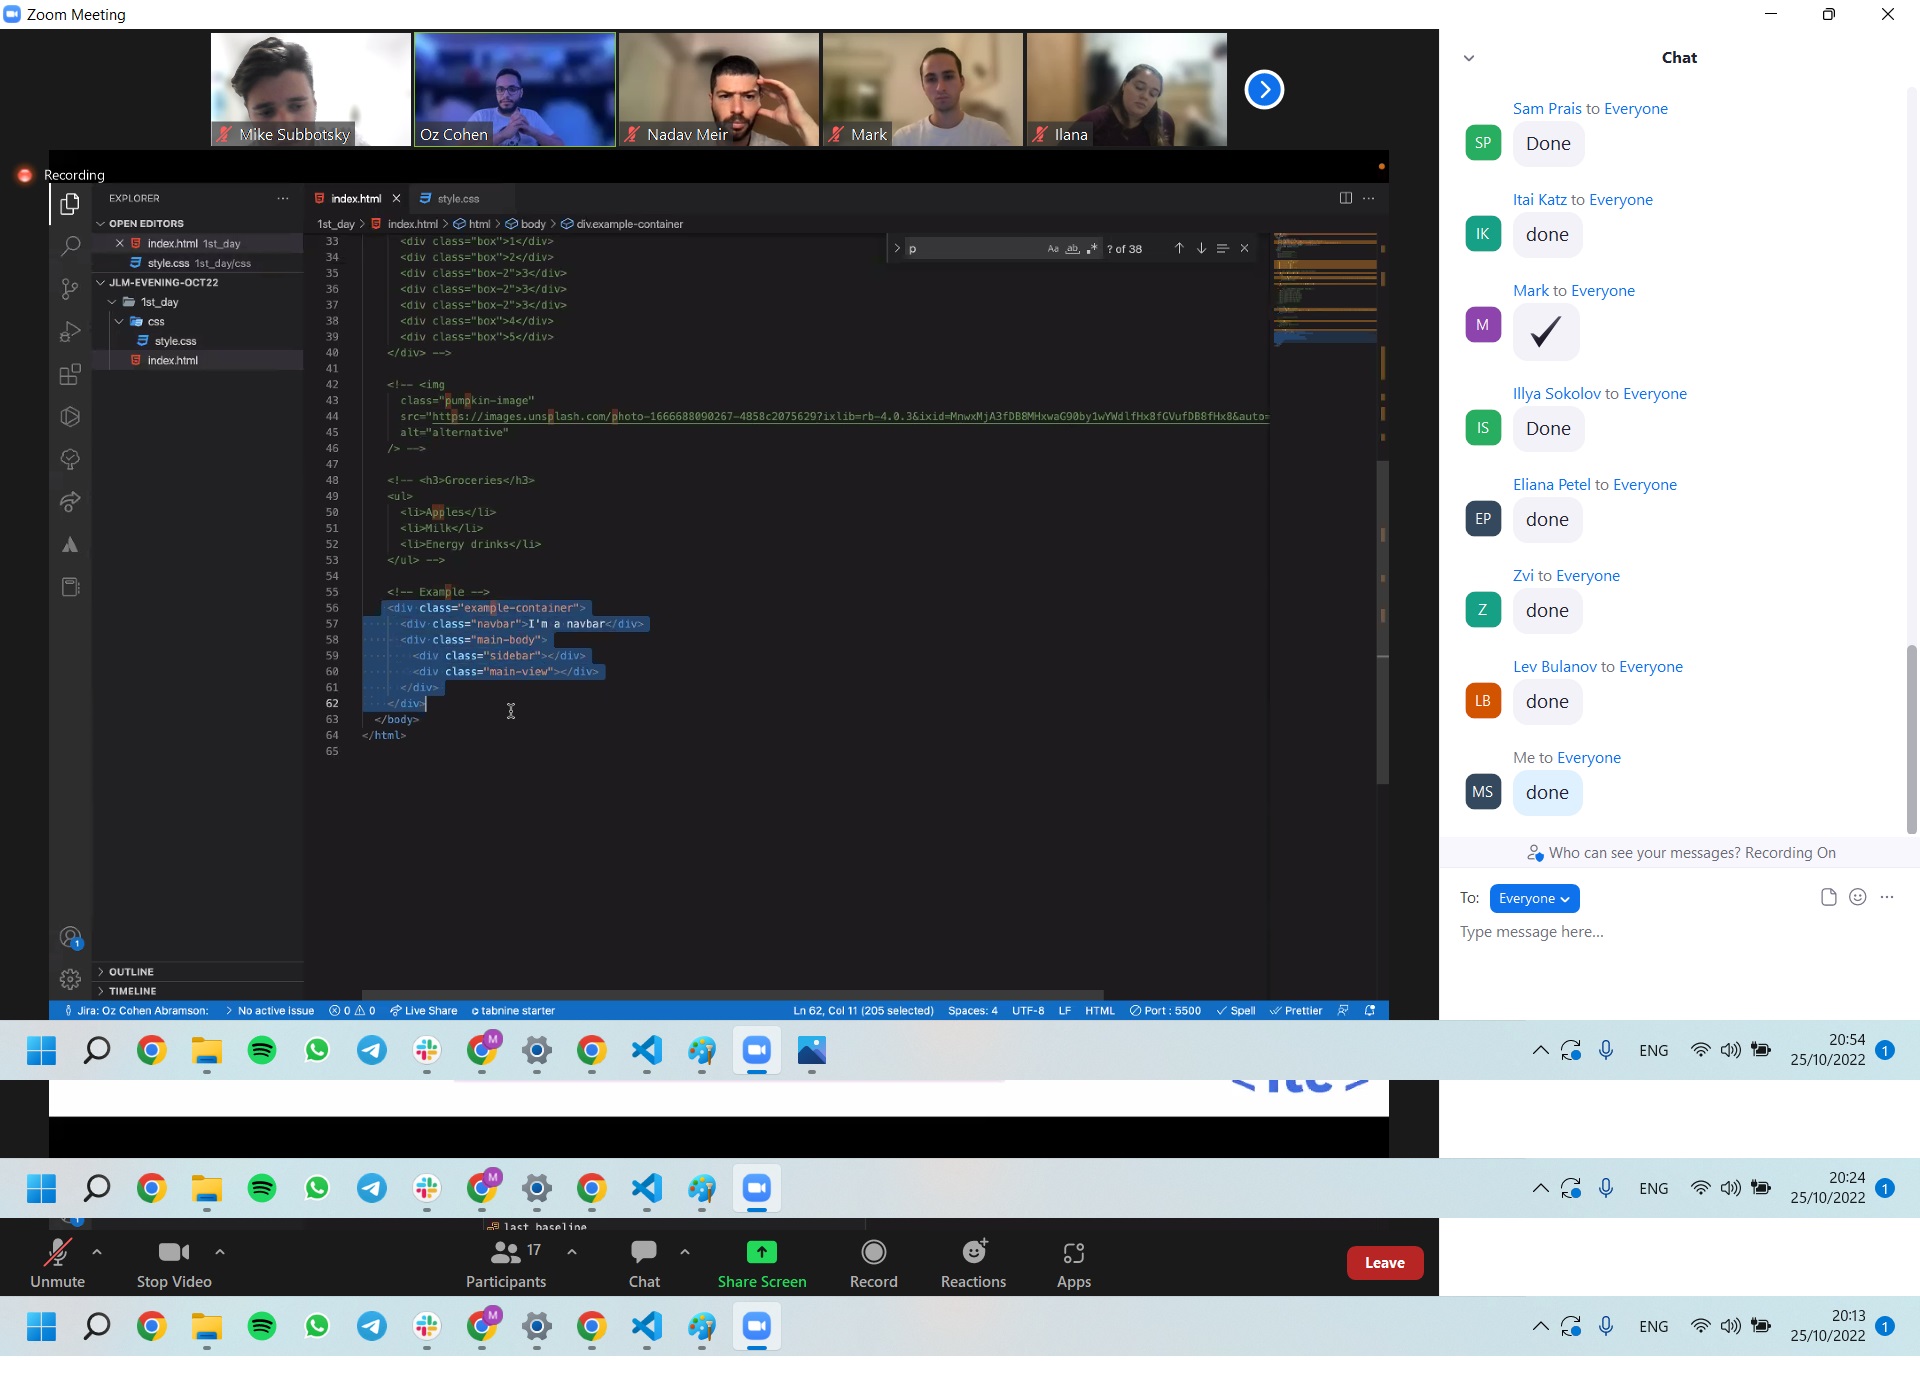 Zoom Meeting
Mike Subbotsky
Oz Cohen
Nadav Meir
Mark
Ilana
Recording
EXPLORER
OPEN EDITORS
index.html 1st_day
style.css 1st_day/css
JLM-EVENING-OCT22
1st_day
css
style.css
index.html
OUTLINE
TIMELINE
index.html
style.css
1st_day > index.html > html > body > div.example-container
p
Aa ab .* ? of 38
33 <div class="box">1</div>
34 <div class="box">2</div>
35 <div class="box-2">3</div>
36 <div class="box-2">3</div>
37 <div class="box-2">3</div>
38 <div class="box">4</div>
39 <div class="box">5</div>
40 </div> -->
41
42 <!-- <img
43 class="pumpkin-image"
44 src="https://images.unsplash.com/photo-1666688090267-4858c2075629?ixlib=rb-4.0.3&ixid=MnwxMjA3fDB8MHxwaG90by1wYWdlfHx8fGVufDB8fHx8&auto=
45 alt="alternative"
46 /> -->
47
48 <!-- <h3>Groceries</h3>
49 <ul>
50 <li>Apples</li>
51 <li>Milk</li>
52 <li>Energy drinks</li>
53 </ul> -->
54
55 <!-- Example -->
56 <div class="example-container">
57 <div class="navbar">I'm a navbar</div>
58 <div class="main-body">
59 <div class="sidebar"></div>
60 <div class="main-view"></div>
61 </div>
62 </div>
63 </body>
64 </html>
65
1
Jira: Oz Cohen Abramson: > No active issue 0 0 Live Share tabnine starter
Ln 62, Col 11 (205 selected) Spaces: 4 UTF-8 LF HTML Port : 5500 Spell Prettier
Chat
Sam Prais to Everyone
SP
Done
Itai Katz to Everyone
IK
done
Mark to Everyone
M
✓
Illya Sokolov to Everyone
IS
Done
Eliana Petel to Everyone
EP
done
Zvi to Everyone
Z
done
Lev Bulanov to Everyone
LB
done
Me to Everyone
MS
done
Who can see your messages? Recording On
To: Everyone
Type message here...
M
ENG
20:54
25/10/2022
1
M
ENG
20:24
25/10/2022
1
last baseline
Unmute
Stop Video
17
Participants
Chat
Share Screen
Record
Reactions
Apps
Leave
M
ENG
20:13
25/10/2022
1